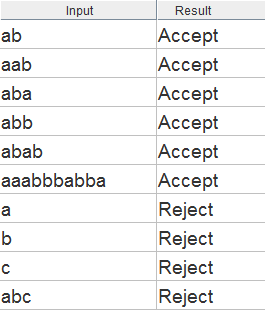 Input Result
ab Accept
aab Accept
aba Accept
abb Accept
abab Accept
aaabbbabba Accept
a Reject
b Reject
c Reject
abc Reject